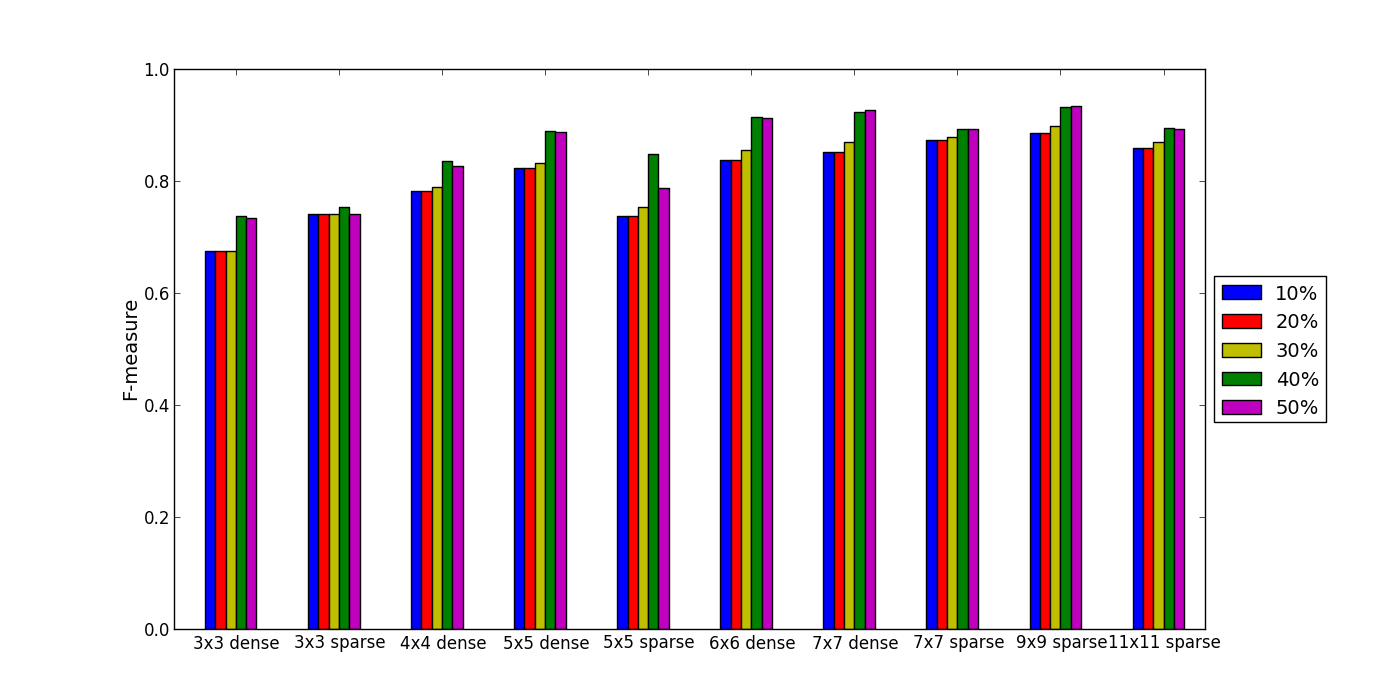 1.0
0.8
0.6
0.4
0.2
0.0
F-measure
3x3 dense
3x3 sparse
4x4 dense
5x5 dense
5x5 sparse
6x6 dense
7x7 dense
7x7 sparse
9x9 sparse
11x11 sparse
10%
20%
30%
40%
50%